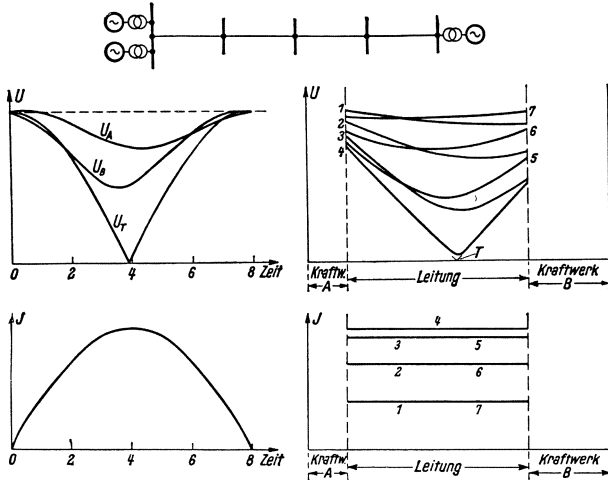 U
U_A
U_B
U_T
0 2 4 6 8 Zeit
U
1
2
3
4
7
6
5
T
Kraftw. A
Leitung
Kraftwerk B
J
0 2 4 6 8 Zeit
J
4
3 5
2 6
1 7
Kraftw. A
Leitung
Kraftwerk B